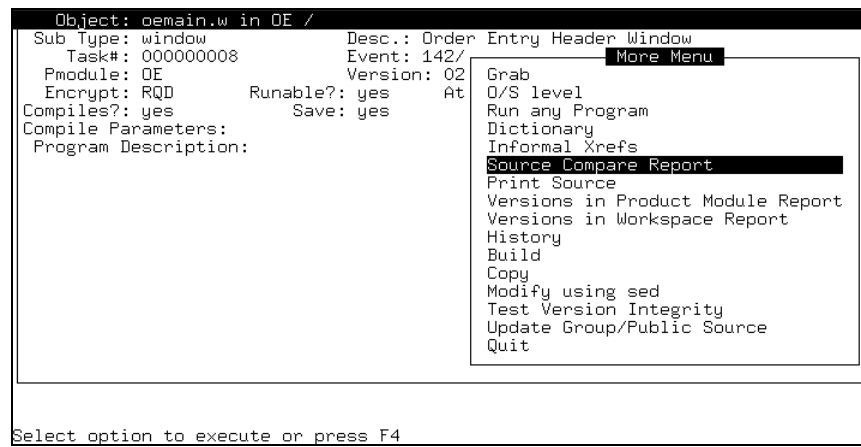 Object: oemain.w in OE /
Sub Type: window Desc.: Order Entry Header Window
Task#: 000000008 Event: 142/
Pmodule: OE Version: 02
Encrypt: RQD Runable?: yes At
Compiles?: yes Save: yes
Compile Parameters:
Program Description:
More Menu
Grab
O/S level
Run any Program
Dictionary
Informal Xrefs
Source Compare Report
Print Source
Versions in Product Module Report
Versions in Workspace Report
History
Build
Copy
Modify using sed
Test Version Integrity
Update Group/Public Source
Quit
Select option to execute or press F4